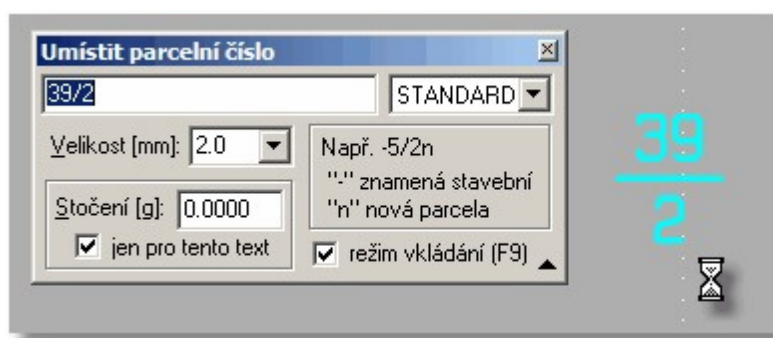 Umístit parcelní číslo
39/2 STANDARD
Velikost [mm]: 2.0
Např. -5/2n
"-" znamená stavební
"n" nová parcela
Stočení [g]: 0.0000
jen pro tento text
režim vkládání (F9)
39
2